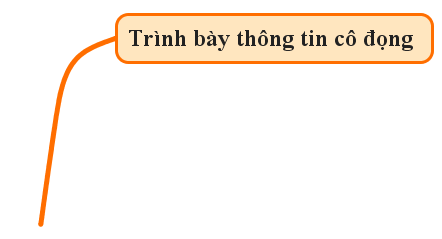 Trình bày thông tin cô đọng